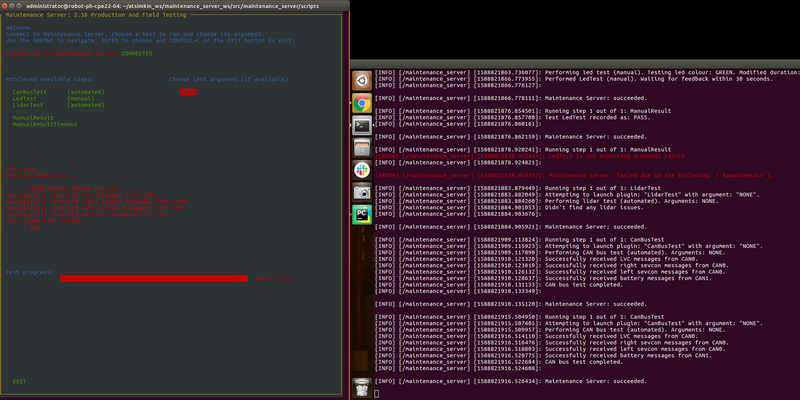 administrator@robot-ph-cpe22-04: ~/atsimkin_ws/maintenance_server_ws/src/maintenance_server/scripts
Maintenance Server: 2.18 Production And Field Testing
Welcome.
Connect to Maintenance Server, choose a test to run and choose its argument.
Use the ARROWS to navigate, ENTER to choose and CONTROL+C or the EXIT button to exit.
CONNECTED
Retrieved available steps:
Choose test argument (if available):
CanBusTest (automated)
LedTest (manual)
LidarTest (automated)
ManualResult
ManualResultTimeout
Test progress:
EXIT
[INFO] [/maintenance_server] [1588821863.736077]: Performing led test (manual). Testing led colour: GREEN. Modified duration:
[INFO] [/maintenance_server] [1588821863.773955]: Performed LedTest (manual). Waiting for feedback within 30 seconds.
[INFO] [/maintenance_server] [1588821866.776127]:
[INFO] [/maintenance_server] [1588821866.778111]: Maintenance Server: succeeded.
[INFO] [/maintenance_server] [1588821876.854501]: Running step 1 out of 1: ManualResult
[INFO] [/maintenance_server] [1588821876.857700]: Test LedTest recorded as: PASS.
[INFO] [/maintenance_server] [1588821876.860161]:
[INFO] [/maintenance_server] [1588821876.862159]: Maintenance Server: succeeded.
[INFO] [/maintenance_server] [1588821878.920241]: Running step 1 out of 1: ManualResult
LedTest is not expecting a manual result.
[INFO] [/maintenance_server] [1588821878.924821]:
Maintenance Server: failed due to the following: ['ManualResult'].
[INFO] [/maintenance_server] [1588821883.879449]: Running step 1 out of 1: LidarTest
[INFO] [/maintenance_server] [1588821883.882049]: Attempting to launch plugin: "LidarTest" with argument: "NONE".
[INFO] [/maintenance_server] [1588821883.884260]: Performing lidar test (automated). Arguments: NONE.
[INFO] [/maintenance_server] [1588821884.901053]: Didn't find any lidar issues.
[INFO] [/maintenance_server] [1588821884.903676]:
[INFO] [/maintenance_server] [1588821884.905921]: Maintenance Server: succeeded.
[INFO] [/maintenance_server] [1588821909.113824]: Running step 1 out of 1: CanBusTest
[INFO] [/maintenance_server] [1588821909.115923]: Attempting to launch plugin: "CanBusTest" with argument: "NONE".
[INFO] [/maintenance_server] [1588821909.117890]: Performing CAN bus test (automated). Arguments: NONE.
[INFO] [/maintenance_server] [1588821910.121320]: Successfully received LVC messages from CAN0.
[INFO] [/maintenance_server] [1588821910.123819]: Successfully received right sevcon messages from CAN0.
[INFO] [/maintenance_server] [1588821910.126132]: Successfully received left sevcon messages from CAN0.
[INFO] [/maintenance_server] [1588821910.128637]: Successfully received battery messages from CAN1.
[INFO] [/maintenance_server] [1588821910.131133]: CAN bus test completed.
[INFO] [/maintenance_server] [1588821910.133349]:
[INFO] [/maintenance_server] [1588821910.135120]: Maintenance Server: succeeded.
[INFO] [/maintenance_server] [1588821915.504950]: Running step 1 out of 1: CanBusTest
[INFO] [/maintenance_server] [1588821915.507405]: Attempting to launch plugin: "CanBusTest" with argument: "NONE".
[INFO] [/maintenance_server] [1588821915.509957]: Performing CAN bus test (automated). Arguments: NONE.
[INFO] [/maintenance_server] [1588821916.514110]: Successfully received LVC messages from CAN0.
[INFO] [/maintenance_server] [1588821916.516476]: Successfully received right sevcon messages from CAN0.
[INFO] [/maintenance_server] [1588821916.518803]: Successfully received left sevcon messages from CAN0.
[INFO] [/maintenance_server] [1588821916.520775]: Successfully received battery messages from CAN1.
[INFO] [/maintenance_server] [1588821916.522684]: CAN bus test completed.
[INFO] [/maintenance_server] [1588821916.524608]:
[INFO] [/maintenance_server] [1588821916.526434]: Maintenance Server: succeeded.